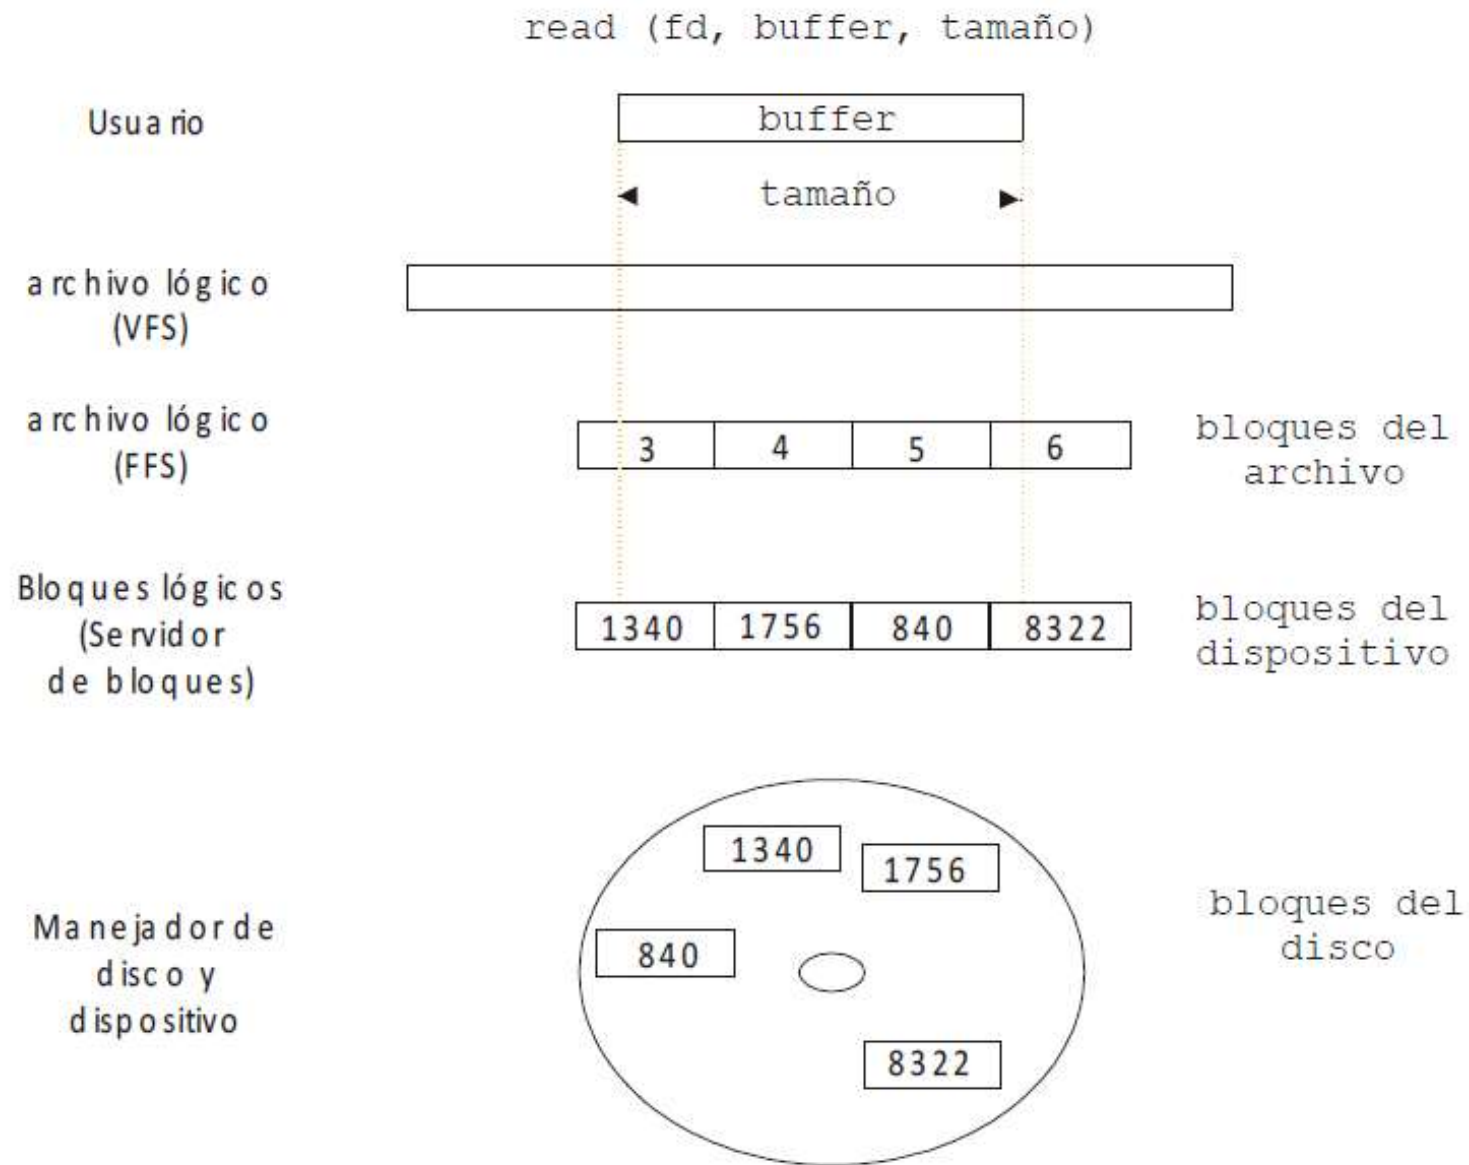 read (fd, buffer, tamaño)
Usuario
buffer
tamaño
archivo lógico
(VFS)
archivo lógico
(FFS)
3 4 5 6
bloques del
archivo
Bloques lógicos
(Servidor
de bloques)
1340 1756 840 8322
bloques del
dispositivo
Manejador de
disco y
dispositivo
1340
1756
840
8322
bloques del
disco